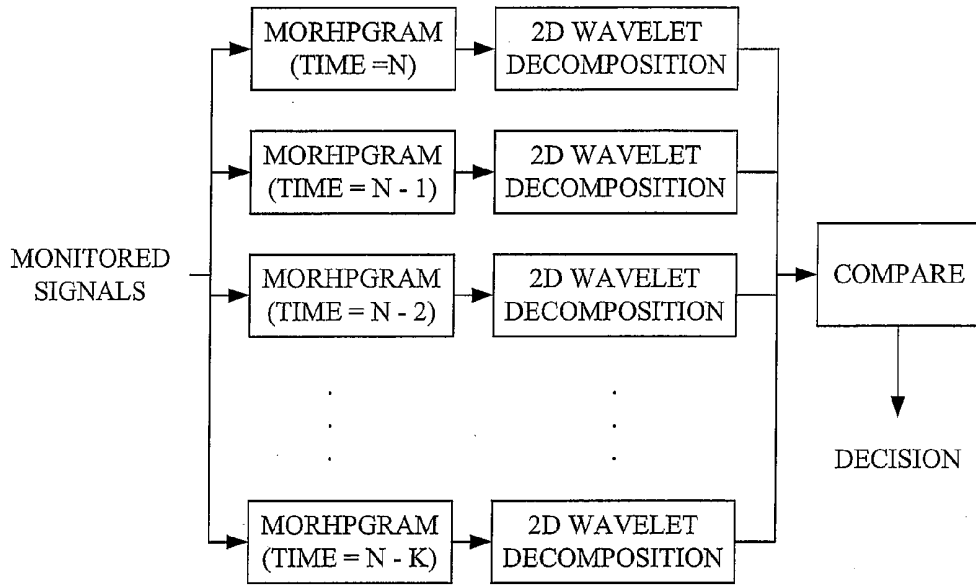 MORHPGRAM
(TIME =N)
2D WAVELET
DECOMPOSITION
MORHPGRAM
(TIME = N - 1)
2D WAVELET
DECOMPOSITION
MONITORED
SIGNALS
MORHPGRAM
(TIME = N - 2)
2D WAVELET
DECOMPOSITION
COMPARE
DECISION
MORHPGRAM
(TIME = N - K)
2D WAVELET
DECOMPOSITION